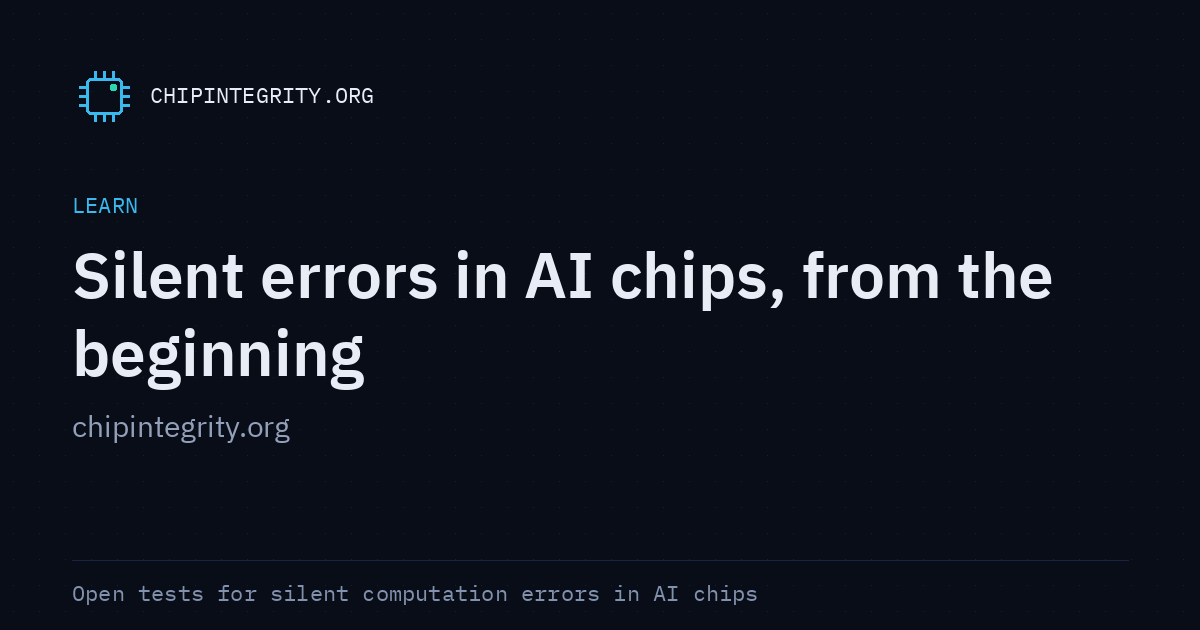 CHIPINTEGRITY.ORG
LEARN
Silent errors in AI chips, from the
beginning
chipintegrity.org
Open tests for silent computation errors in AI chips